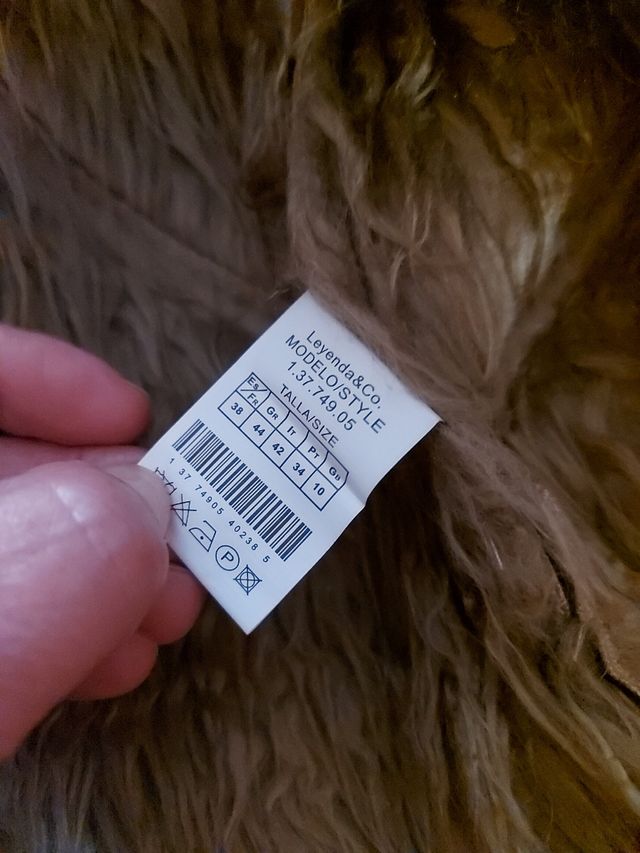 Leyenda&Co.
MODELO/STYLE
1.37.749.05
TALLA/SIZE
Es FR GR IT PT GB
38 44 42 34 10
1 37 74905 40238 5
P